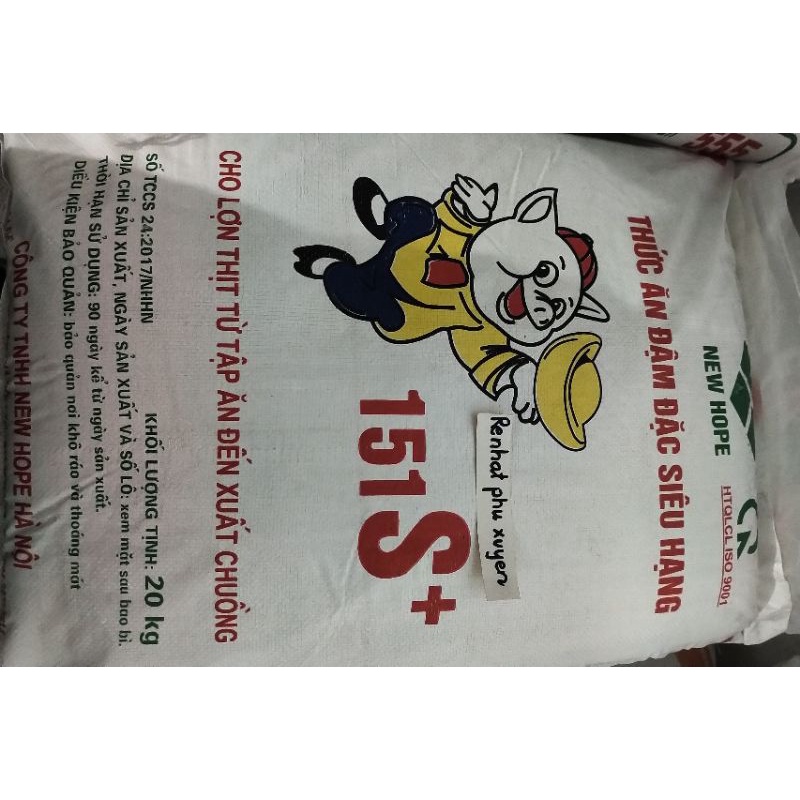 555
CR
HTQLCL ISO 9001
NEW HOPE
THỨC ĂN ĐẬM ĐẶC SIÊU HẠNG
Renhat phu xuyen
151S+
CHO LỢN THỊT TỪ TẬP ĂN ĐẾN XUẤT CHUỒNG
SỐ TCCS 24:2017/NHHN
KHỐI LƯỢNG TỊNH: 20 kg
ĐỊA CHỈ SẢN XUẤT, NGÀY SẢN XUẤT VÀ SỐ LÔ: xem mặt sau bao bì.
THỜI HẠN SỬ DỤNG: 90 ngày kể từ ngày sản xuất.
ĐIỀU KIỆN BẢO QUẢN: bảo quản nơi khô ráo và thoáng mát
CÔNG TY TNHH NEW HOPE HÀ NỘI